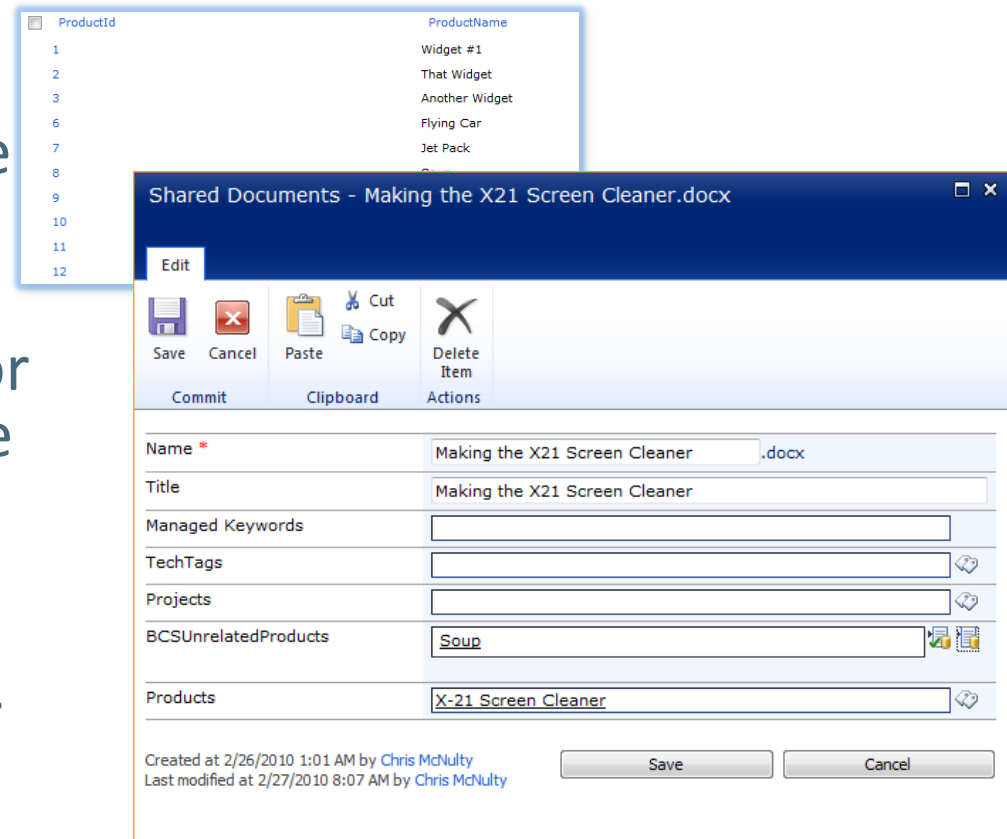 ProductId ProductName
1 Widget #1
2 That Widget
3 Another Widget
6 Flying Car
7 Jet Pack
8
9
10
11
12
e
or
e
.
Shared Documents - Making the X21 Screen Cleaner.docx
Edit
Save Cancel Paste Cut Copy Delete Item
Commit Clipboard Actions
Name * Making the X21 Screen Cleaner .docx
Title Making the X21 Screen Cleaner
Managed Keywords
TechTags
Projects
BCSUnrelatedProducts Soup
Products X-21 Screen Cleaner
Created at 2/26/2010 1:01 AM by Chris McNulty
Last modified at 2/27/2010 8:07 AM by Chris McNulty
Save Cancel